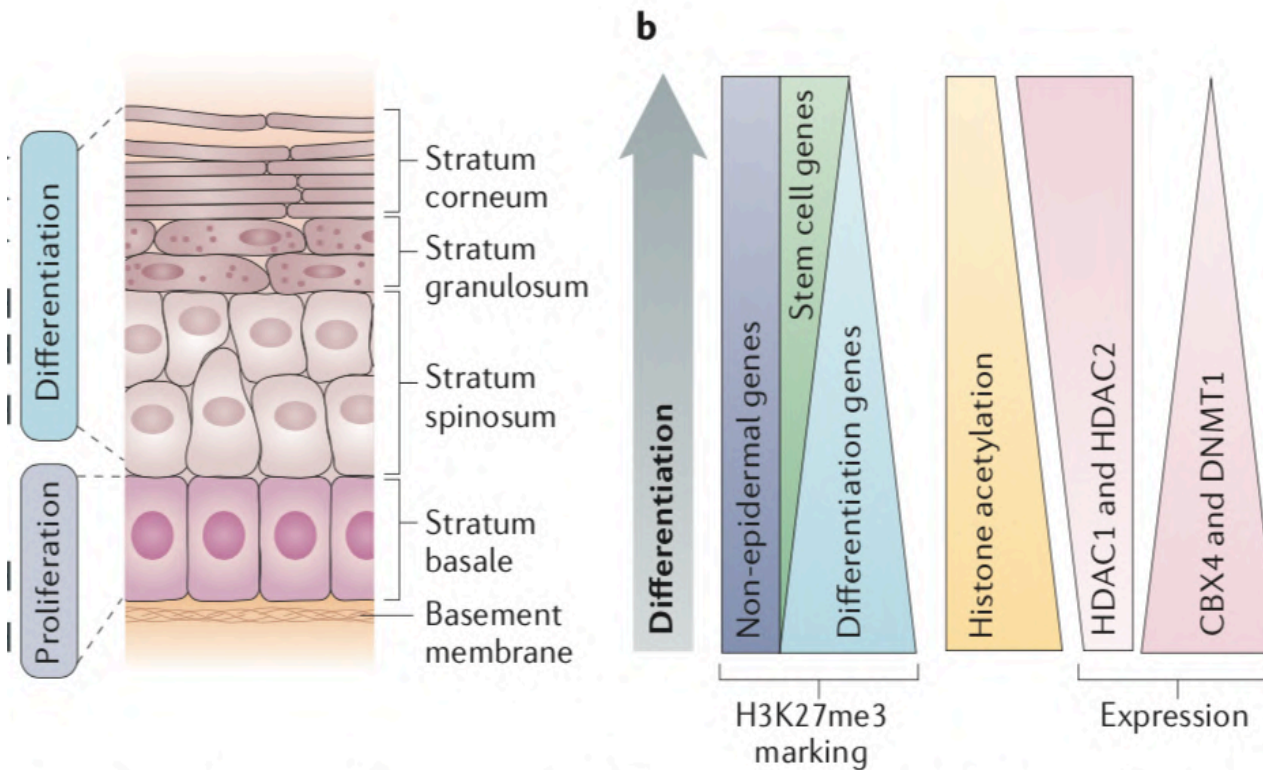 b
Differentiation
Proliferation
Stratum
corneum
Stratum
granulosum
Stratum
spinosum
Stratum
basale
Basement
membrane
Differentiation
Non-epidermal genes
Stem cell genes
Differentiation genes
H3K27me3
marking
Histone acetylation
HDAC1 and HDAC2
CBX4 and DNMT1
Expression